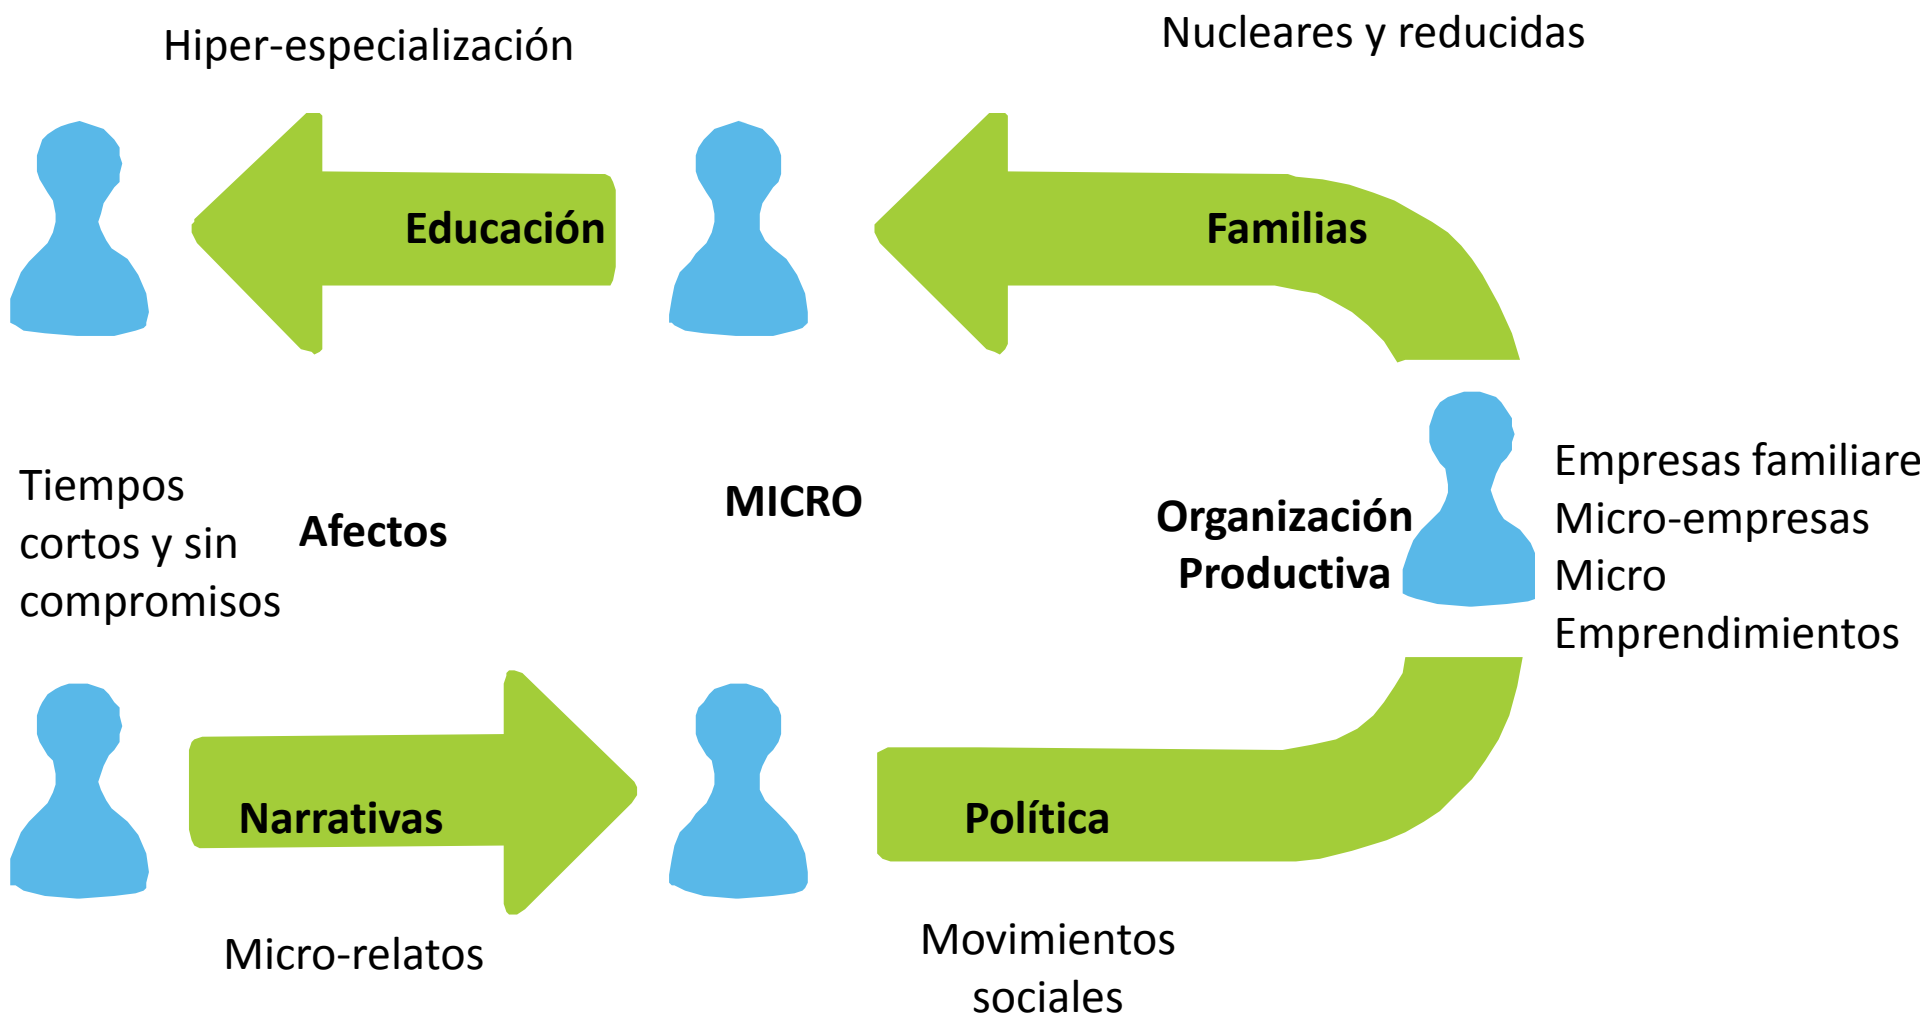 Hiper-especialización
Nucleares y reducidas
Educación
Familias
Tiempos
cortos y sin
compromisos
Afectos
MICRO
Organización
Productiva
Empresas familiare
Micro-empresas
Micro
Emprendimientos
Narrativas
Política
Micro-relatos
Movimientos
sociales